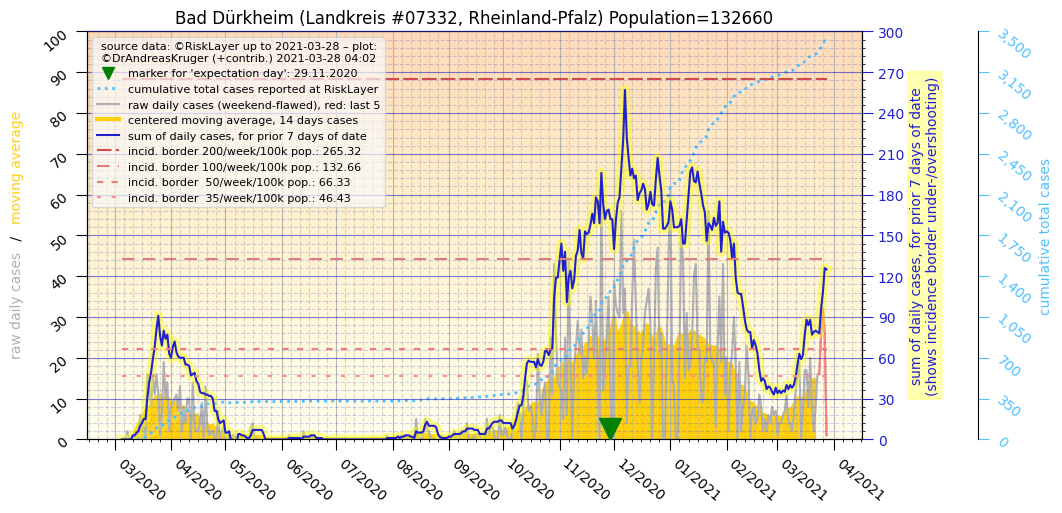 Bad Dürkheim (Landkreis #07332, Rheinland-Pfalz) Population=132660
source data: ©RiskLayer up to 2021-03-28 – plot:
©DrAndreasKruger (+contrib.) 2021-03-28 04:02
marker for 'expectation day': 29.11.2020
cumulative total cases reported at RiskLayer
raw daily cases (weekend-flawed), red: last 5
centered moving average, 14 days cases
sum of daily cases, for prior 7 days of date
incid. border 200/week/100k pop.: 265.32
incid. border 100/week/100k pop.: 132.66
incid. border  50/week/100k pop.: 66.33
incid. border  35/week/100k pop.: 46.43
raw daily cases / moving average
100
90
80
70
60
50
40
30
20
10
0
03/2020
04/2020
05/2020
06/2020
07/2020
08/2020
09/2020
10/2020
11/2020
12/2020
01/2021
02/2021
03/2021
04/2021
300
270
240
210
180
150
120
90
60
30
0
sum of daily cases, for prior 7 days of date
(shows incidence border under-/overshooting)
3,500
3,150
2,800
2,450
2,100
1,750
1,400
1,050
700
350
0
cumulative total cases